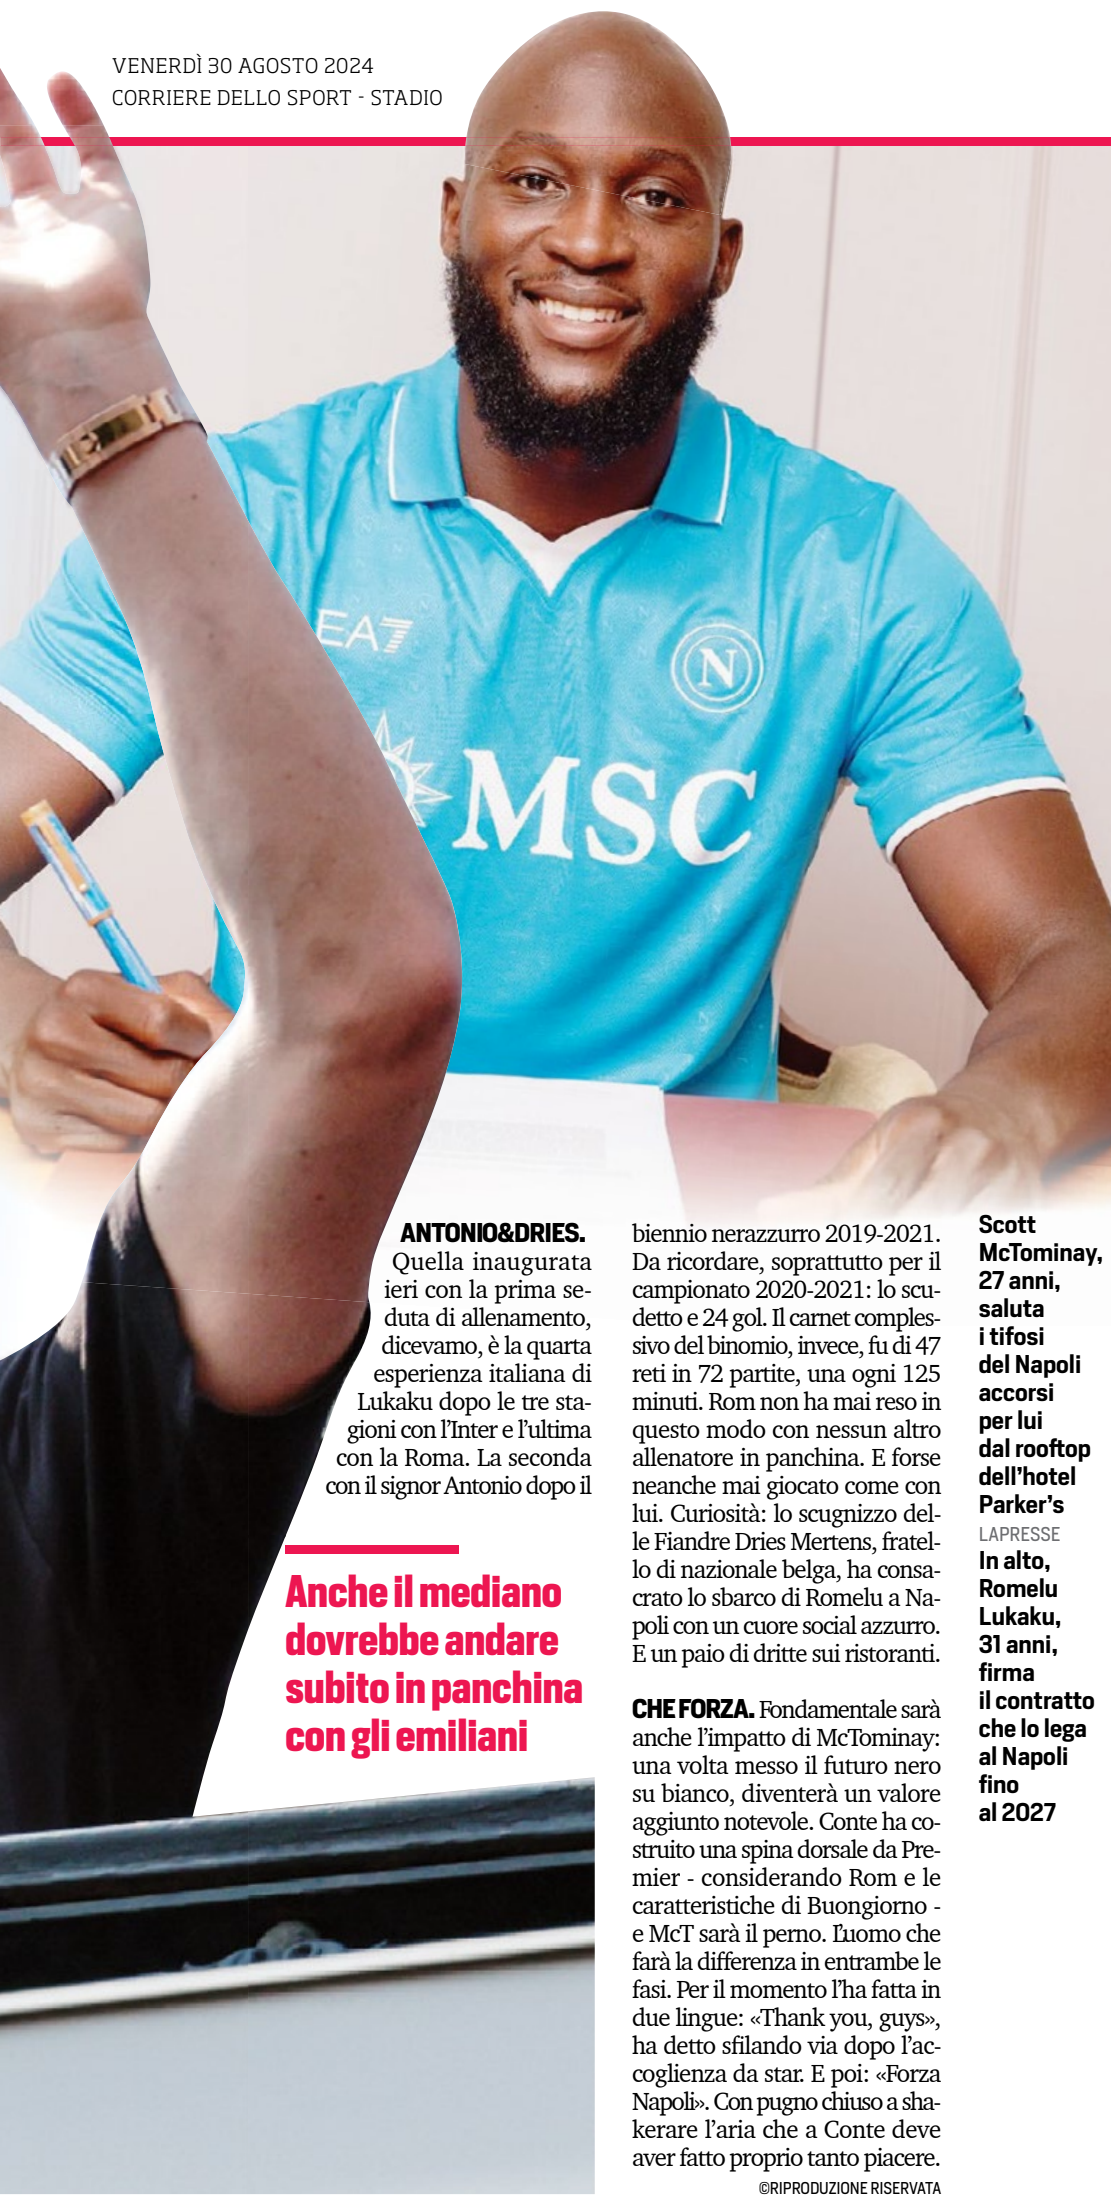 VENERDÌ 30 AGOSTO 2024
CORRIERE DELLO SPORT - STADIO
EA7
N
MSC
ANTONIO&DRIES.
Quella inaugurata
ieri con la prima se-
duta di allenamento,
dicevamo, è la quarta
esperienza italiana di
Lukaku dopo le tre sta-
gioni con l'Inter e l'ultima
con la Roma. La seconda
con il signor Antonio dopo il
Anche il mediano
dovrebbe andare
subito in panchina
con gli emiliani
biennio nerazzurro 2019-2021.
Da ricordare, soprattutto per il
campionato 2020-2021: lo scu-
detto e 24 gol. Il carnet comples-
sivo del binomio, invece, fu di 47
reti in 72 partite, una ogni 125
minuti. Rom non ha mai reso in
questo modo con nessun altro
allenatore in panchina. E forse
neanche mai giocato come con
lui. Curiosità: lo scugnizzo del-
le Fiandre Dries Mertens, fratel-
lo di nazionale belga, ha consa-
crato lo sbarco di Romelu a Na-
poli con un cuore social azzurro.
E un paio di dritte sui ristoranti.
CHE FORZA. Fondamentale sarà
anche l'impatto di McTominay:
una volta messo il futuro nero
su bianco, diventerà un valore
aggiunto notevole. Conte ha co-
struito una spina dorsale da Pre-
mier - considerando Rom e le
caratteristiche di Buongiorno -
e McT sarà il perno. L'uomo che
farà la differenza in entrambe le
fasi. Per il momento l'ha fatta in
due lingue: «Thank you, guys»,
ha detto sfilando via dopo l'ac-
coglienza da star. E poi: «Forza
Napoli». Con pugno chiuso a sha-
kerare l'aria che a Conte deve
aver fatto proprio tanto piacere.
©RIPRODUZIONE RISERVATA
Scott
McTominay,
27 anni,
saluta
i tifosi
del Napoli
accorsi
per lui
dal rooftop
dell'hotel
Parker's
LAPRESSE
In alto,
Romelu
Lukaku,
31 anni,
firma
il contratto
che lo lega
al Napoli
fino
al 2027